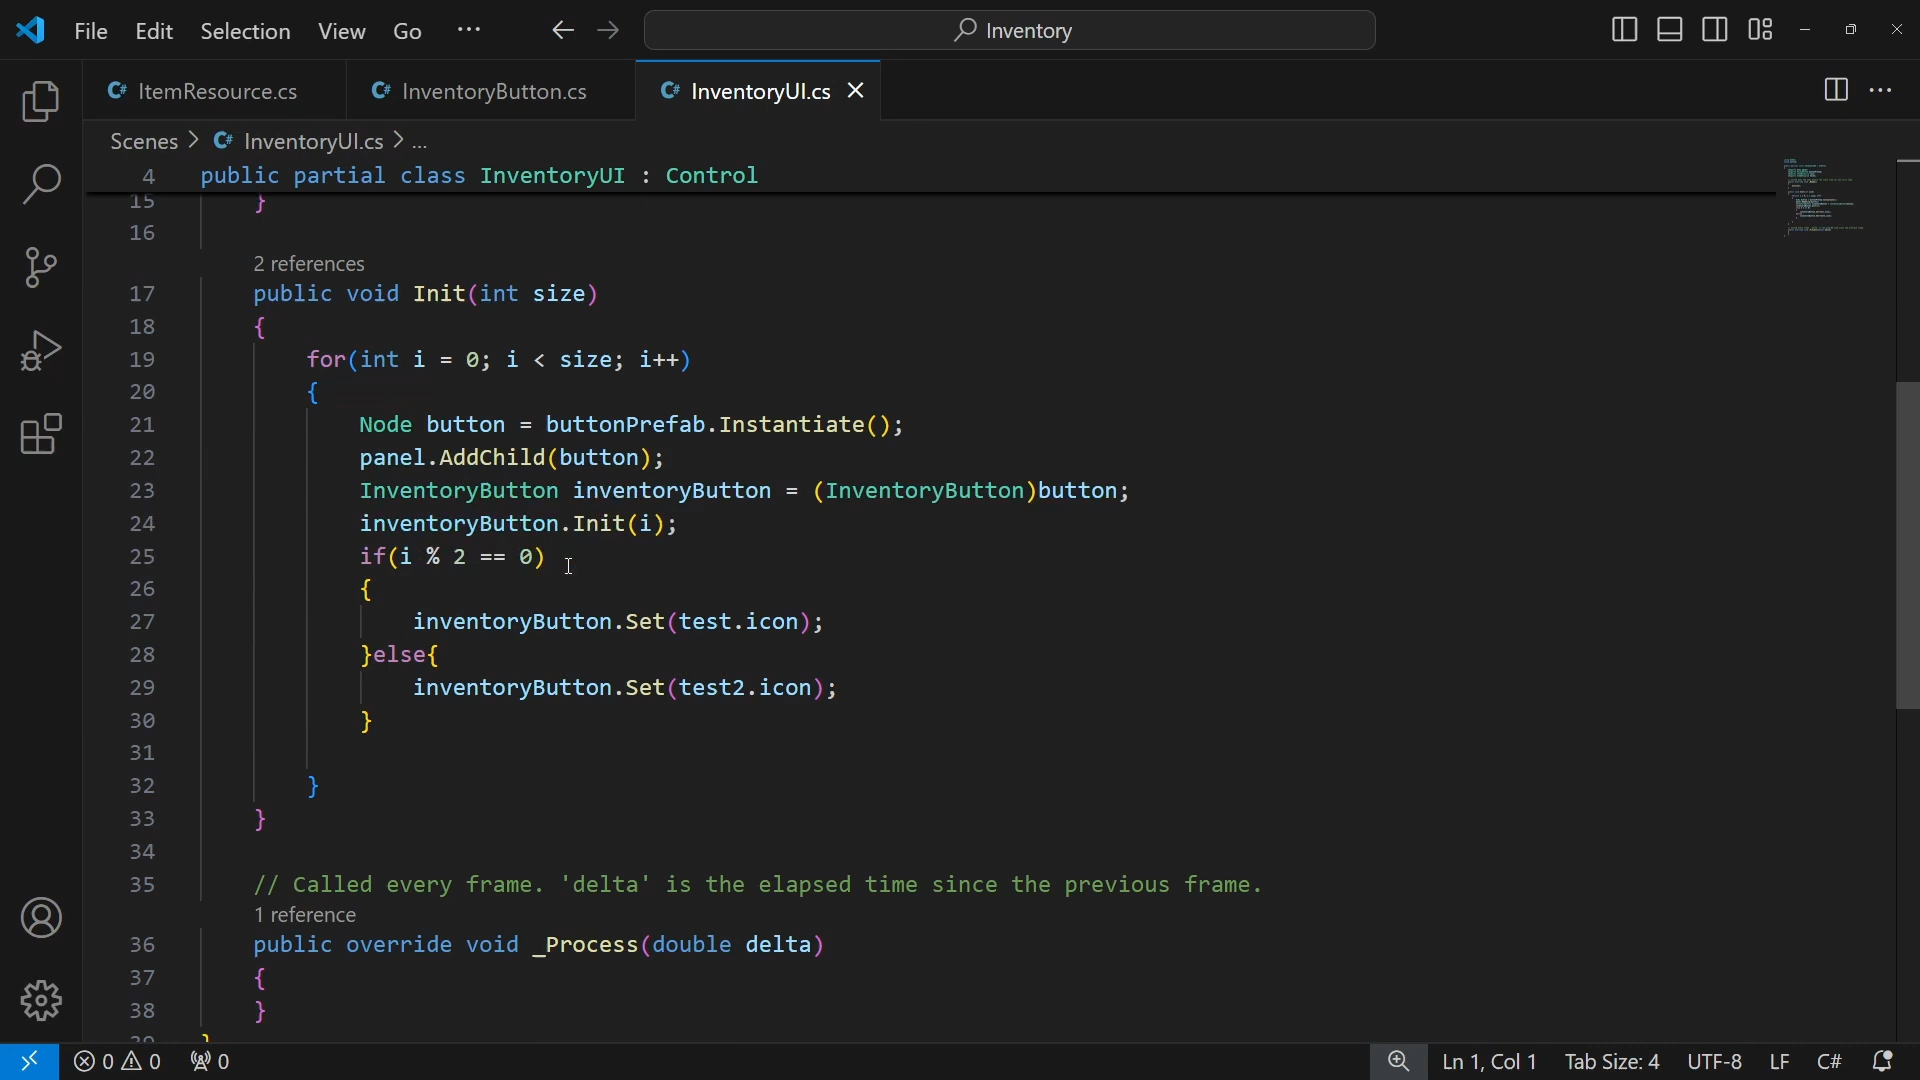 File Edit Selection View Go ··· Inventory
ItemResource.cs InventoryButton.cs InventoryUI.cs
Scenes > InventoryUI.cs > ...
4 public partial class InventoryUI : Control
15 }
16
2 references
17 public void Init(int size)
18 {
19 for(int i = 0; i < size; i++)
20 {
21 Node button = buttonPrefab.Instantiate();
22 panel.AddChild(button);
23 InventoryButton inventoryButton = (InventoryButton)button;
24 inventoryButton.Init(i);
25 if(i % 2 == 0)
26 {
27 inventoryButton.Set(test.icon);
28 }else{
29 inventoryButton.Set(test2.icon);
30 }
31
32 }
33 }
34
35 // Called every frame. 'delta' is the elapsed time since the previous frame.
1 reference
36 public override void _Process(double delta)
37 {
38 }
39 }
0 0 0 Ln 1, Col 1 Tab Size: 4 UTF-8 LF C#